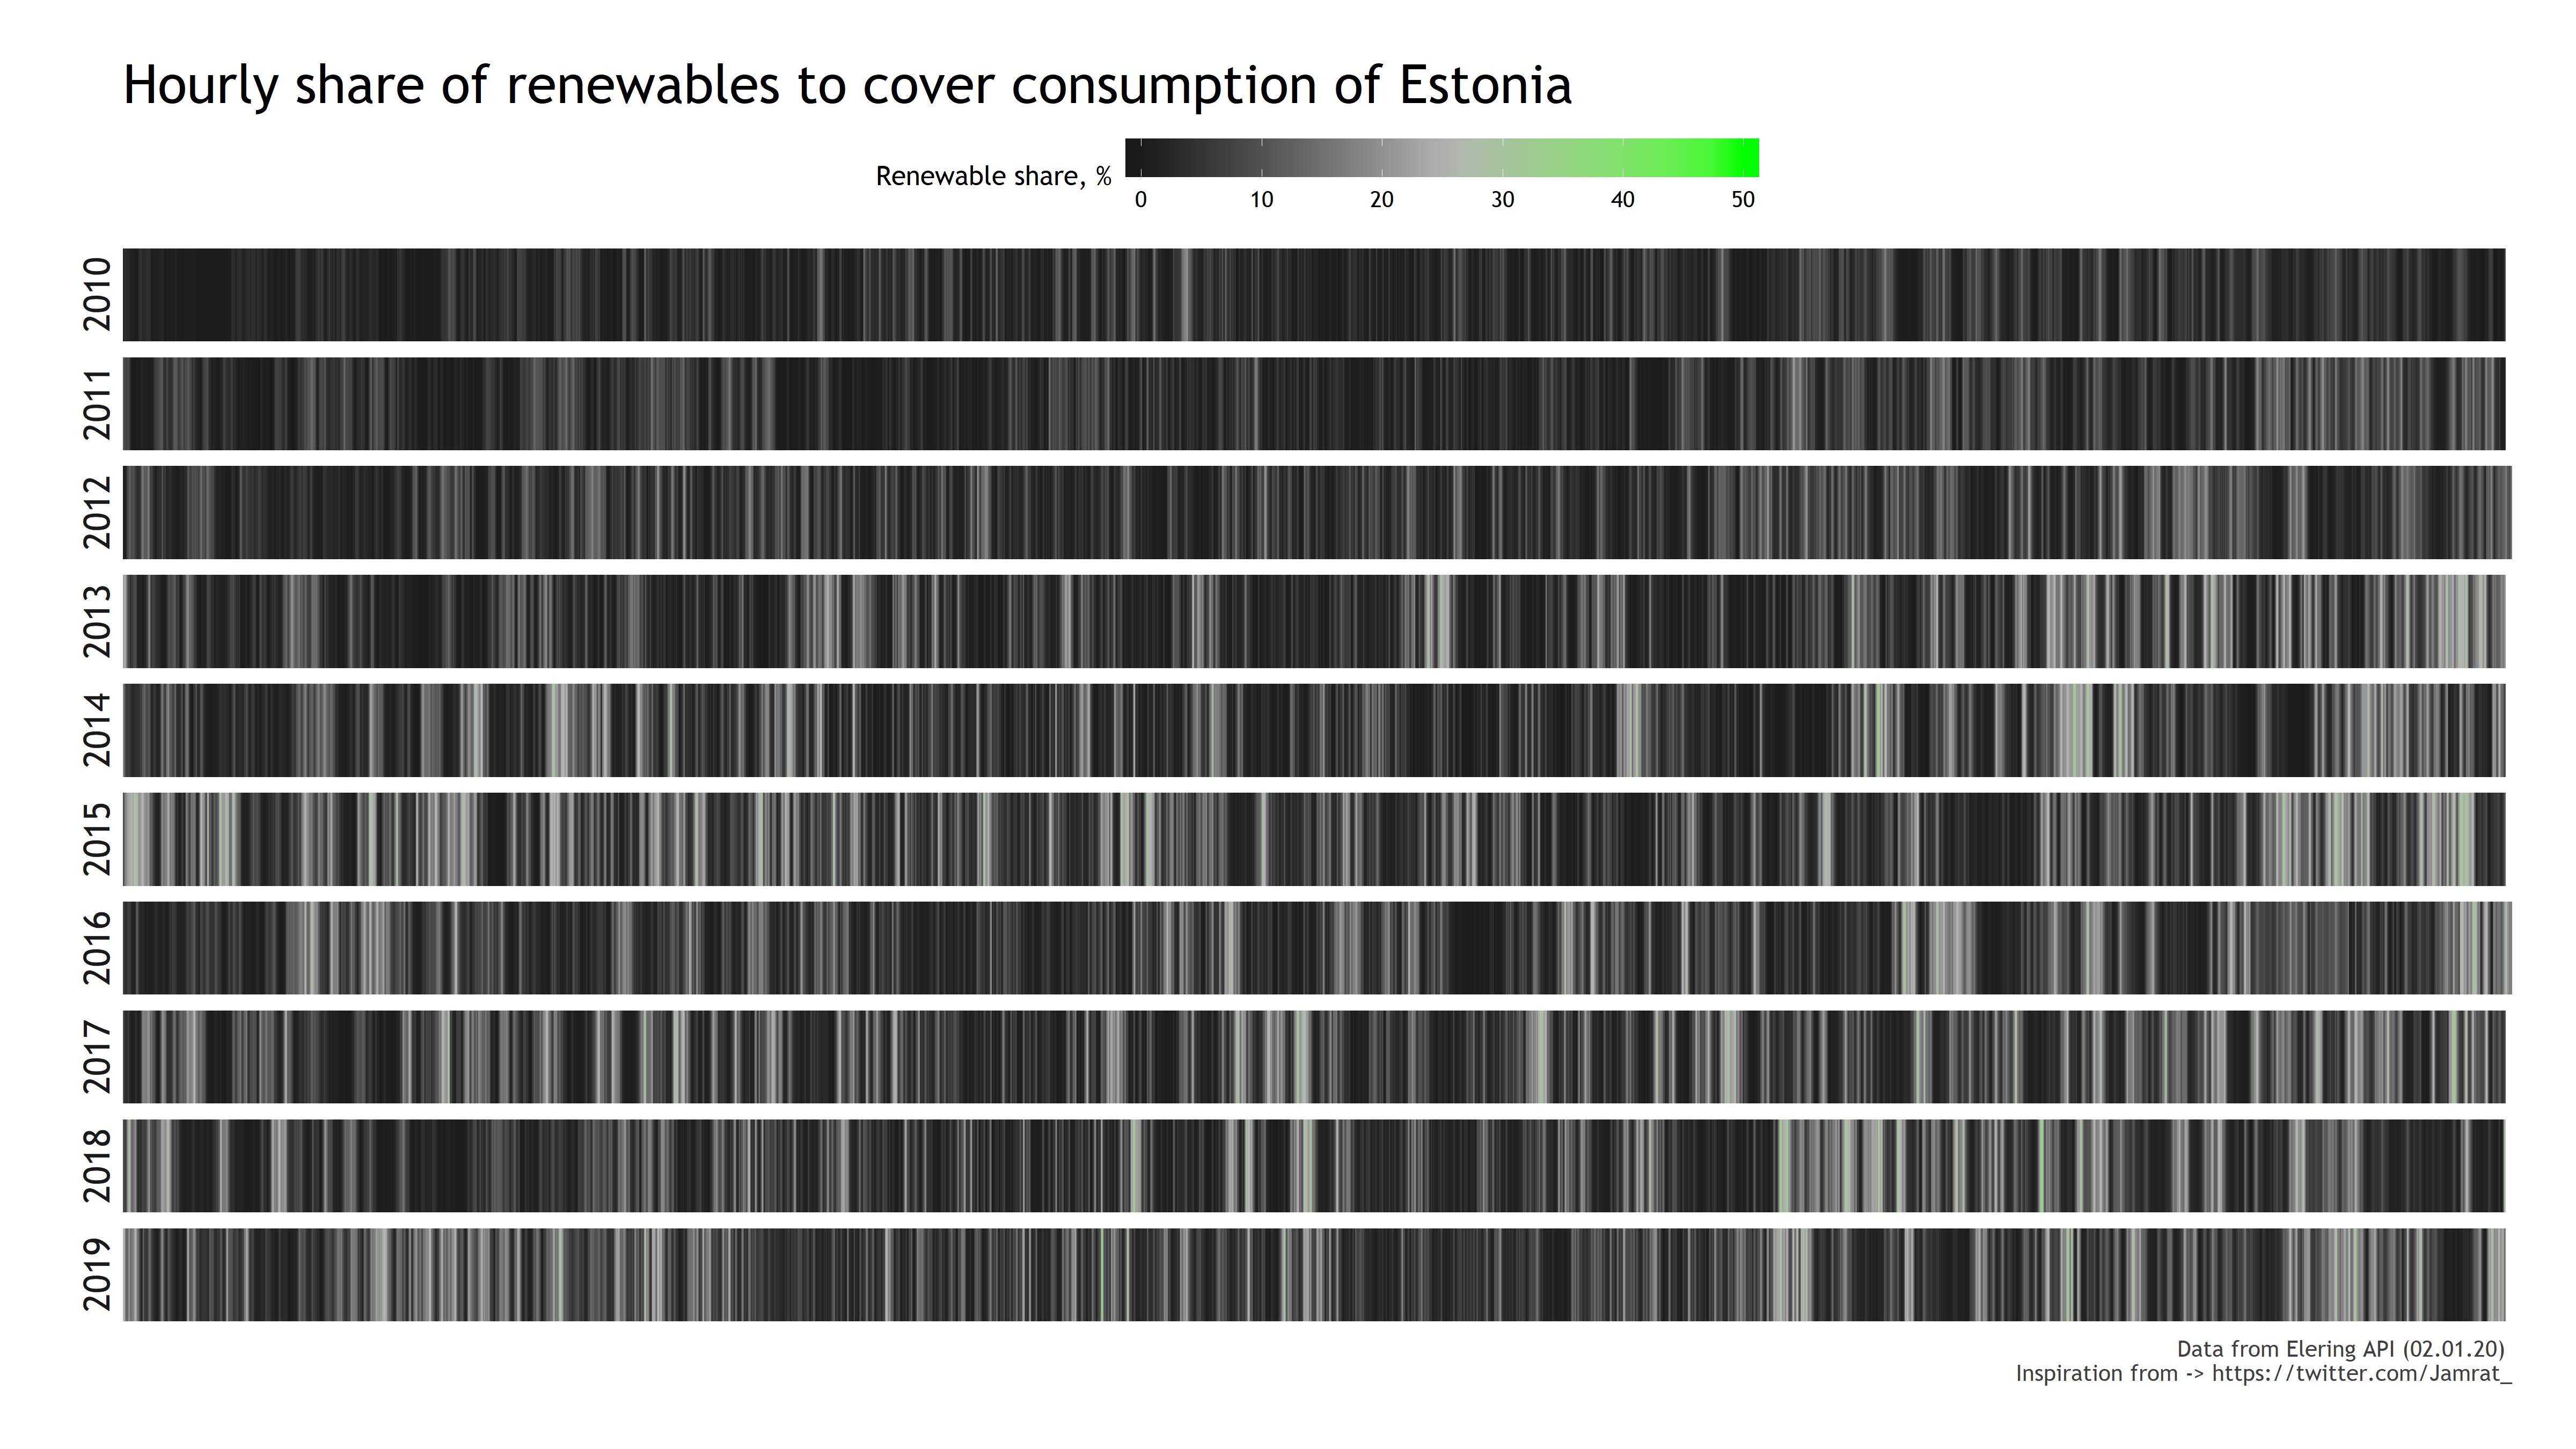 Hourly share of renewables to cover consumption of Estonia
Renewable share, %
0 10 20 30 40 50
2010
2011
2012
2013
2014
2015
2016
2017
2018
2019
Data from Elering API (02.01.20)
Inspiration from -> https://twitter.com/Jamrat_